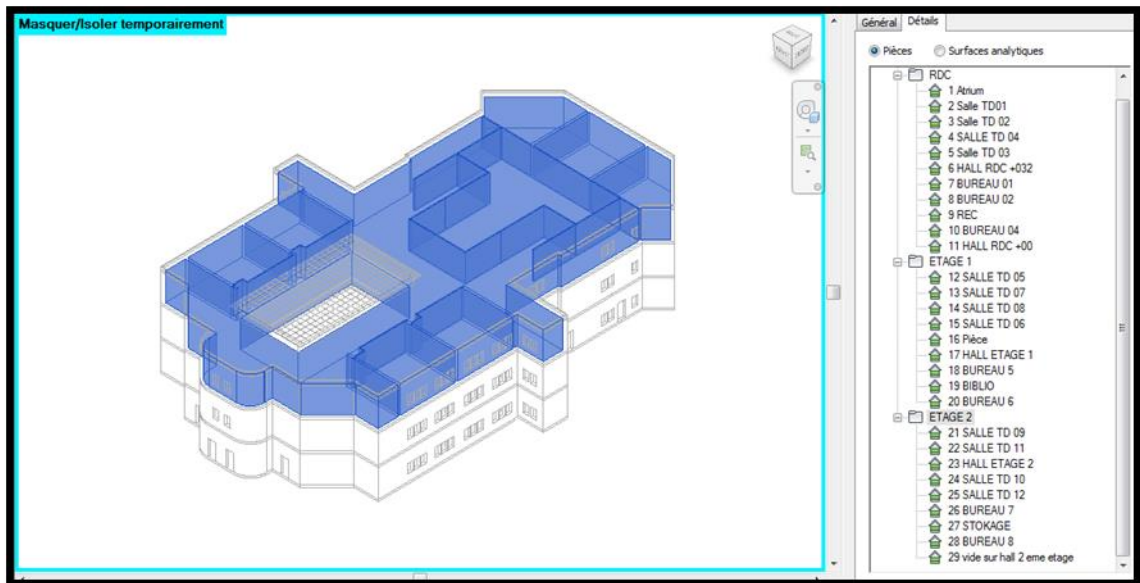 Masquer/Isoler temporairement
Général Détails
Pièces Surfaces analytiques
RDC
1 Atrium
2 Salle TD01
3 Salle TD 02
4 SALLE TD 04
5 Salle TD 03
6 HALL RDC +032
7 BUREAU 01
8 BUREAU 02
9 REC
10 BUREAU 04
11 HALL RDC +00
ETAGE 1
12 SALLE TD 05
13 SALLE TD 07
14 SALLE TD 08
15 SALLE TD 06
16 Pièce
17 HALL ETAGE 1
18 BUREAU 5
19 BIBLIO
20 BUREAU 6
ETAGE 2
21 SALLE TD 09
22 SALLE TD 11
23 HALL ETAGE 2
24 SALLE TD 10
25 SALLE TD 12
26 BUREAU 7
27 STOKAGE
28 BUREAU 8
29 vide sur hall 2 eme etage